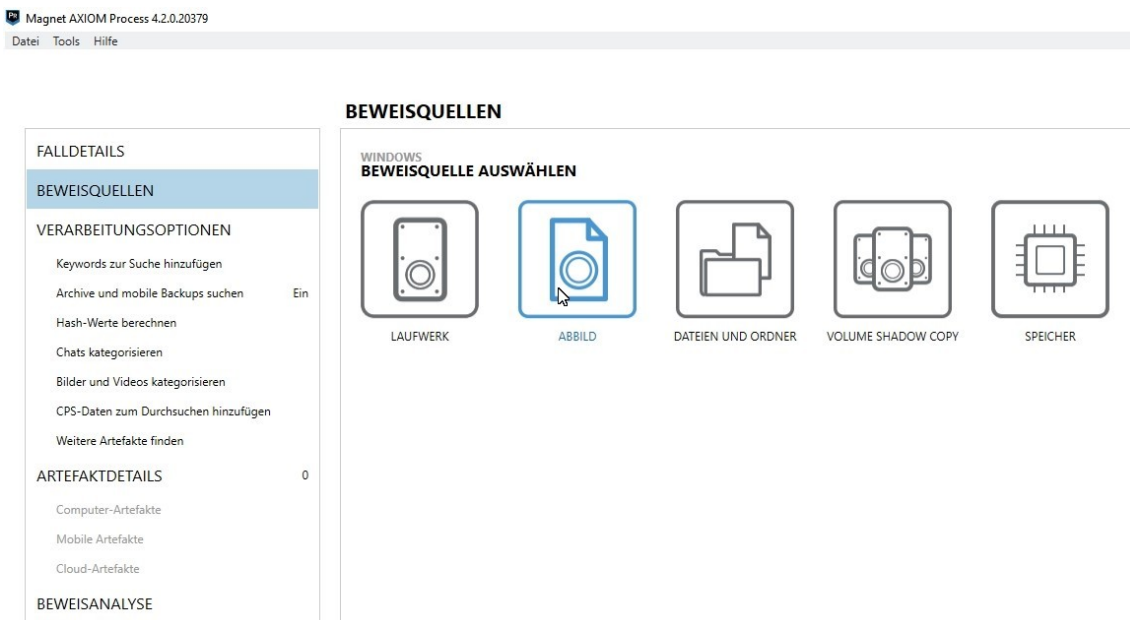 PR Magnet AXIOM Process 4.2.0.20379
Datei Tools Hilfe
BEWEISQUELLEN
FALLDETAILS
BEWEISQUELLEN
VERARBEITUNGSOPTIONEN
Keywords zur Suche hinzufügen
Archive und mobile Backups suchen Ein
Hash-Werte berechnen
Chats kategorisieren
Bilder und Videos kategorisieren
CPS-Daten zum Durchsuchen hinzufügen
Weitere Artefakte finden
ARTEFAKTDETAILS 0
Computer-Artefakte
Mobile Artefakte
Cloud-Artefakte
BEWEISANALYSE
WINDOWS
BEWEISQUELLE AUSWÄHLEN
LAUFWERK ABBILD DATEIEN UND ORDNER VOLUME SHADOW COPY SPEICHER